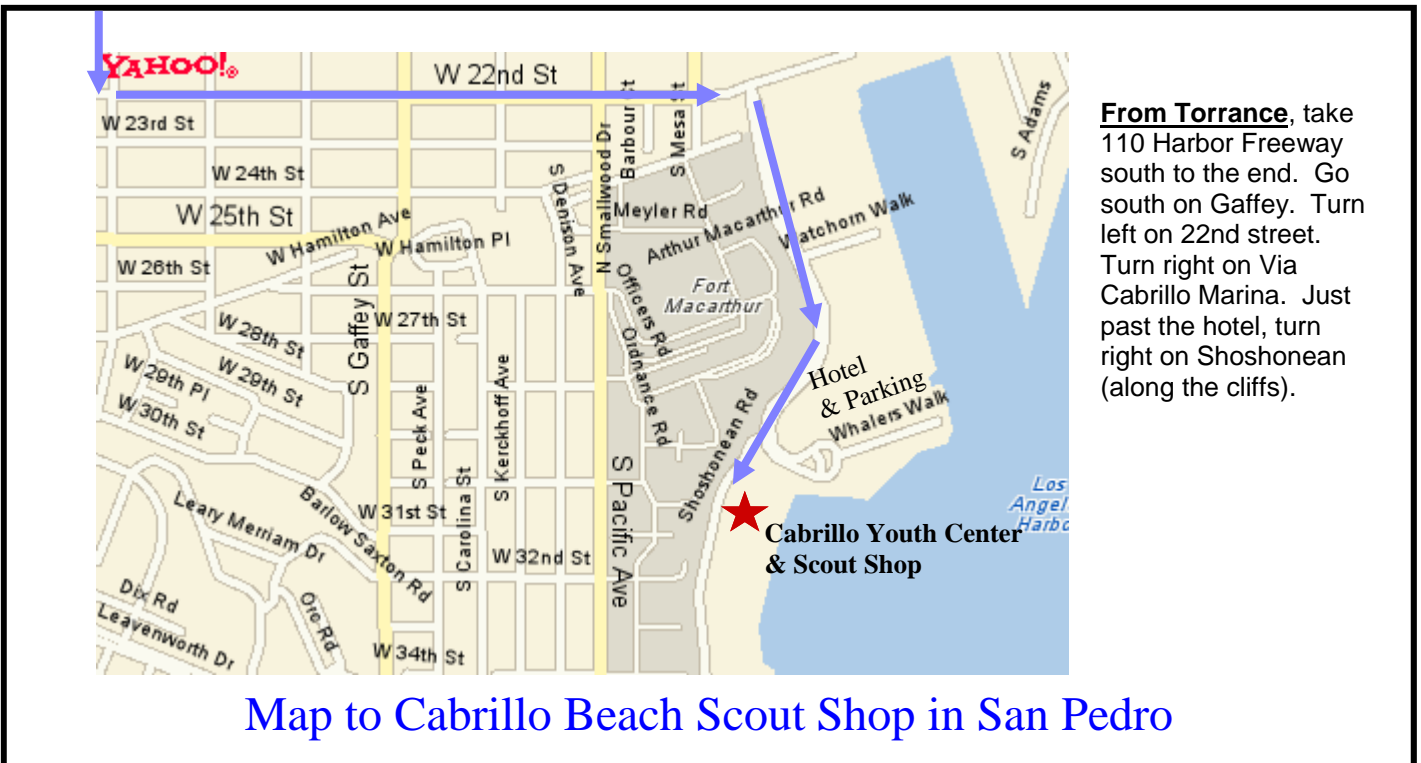 YAHOO!®
W 22nd St
W 23rd St
W 24th St
W 25th St
W Hamilton Ave
W Hamilton Pl
W 26th St
S Gaffey St
W 27th St
W 28th St
W 29th St
W 29th Pl
W 30th St
S Peck Ave
S Carolina St
S Kerckhoff Ave
Barlow Saxton Rd
Leary Merriam Dr
W 31st St
W 32nd St
Dix Rd
Leavenworth Dr
Oro Rd
W 34th St
S Denison Ave
N Smallwood Dr
Barbour St
S Mesa St
Meyler Rd
Arthur Macarthur Rd
Watchorn Walk
S Adams
Officers Rd
Ordnance Rd
Fort
Macarthur
Shoshonean Rd
S Pacific Ave
Hotel
& Parking
Whalers Walk
Los
Angel
Harbo
Cabrillo Youth Center
& Scout Shop
From Torrance, take
110 Harbor Freeway
south to the end. Go
south on Gaffey. Turn
left on 22nd street.
Turn right on Via
Cabrillo Marina. Just
past the hotel, turn
right on Shoshonean
(along the cliffs).
Map to Cabrillo Beach Scout Shop in San Pedro